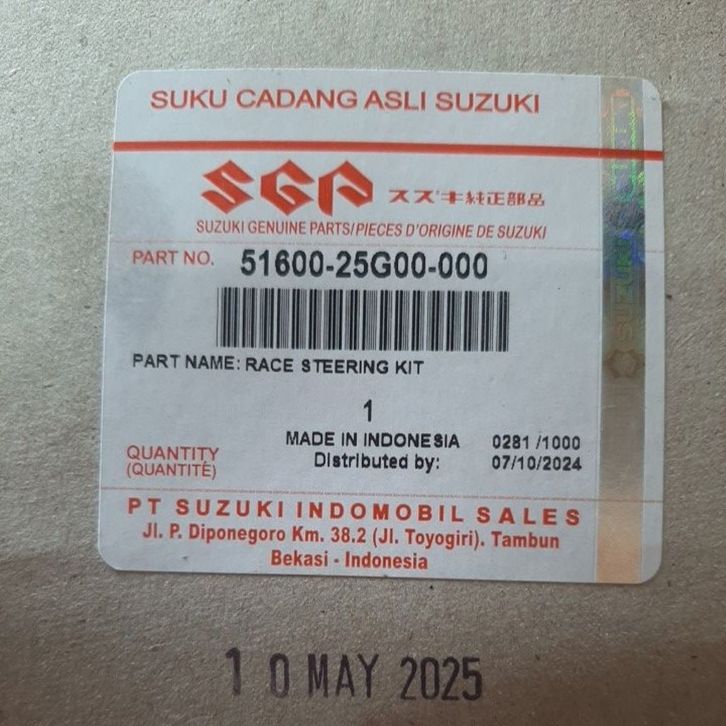 SUKU CADANG ASLI SUZUKI
SGP スズキ純正部品
SUZUKI GENUINE PARTS/PIECES D'ORIGINE DE SUZUKI
PART NO. 51600-25G00-000
PART NAME: RACE STEERING KIT
1
MADE IN INDONESIA 0281 /1000
QUANTITY
(QUANTITÉ)
Distributed by: 07/10/2024
PT SUZUKI INDOMOBIL SALES
Jl. P. Diponegoro Km. 38.2 (Jl. Toyogiri). Tambun
Bekasi - Indonesia
SUZUKI
1 0 MAY 2025